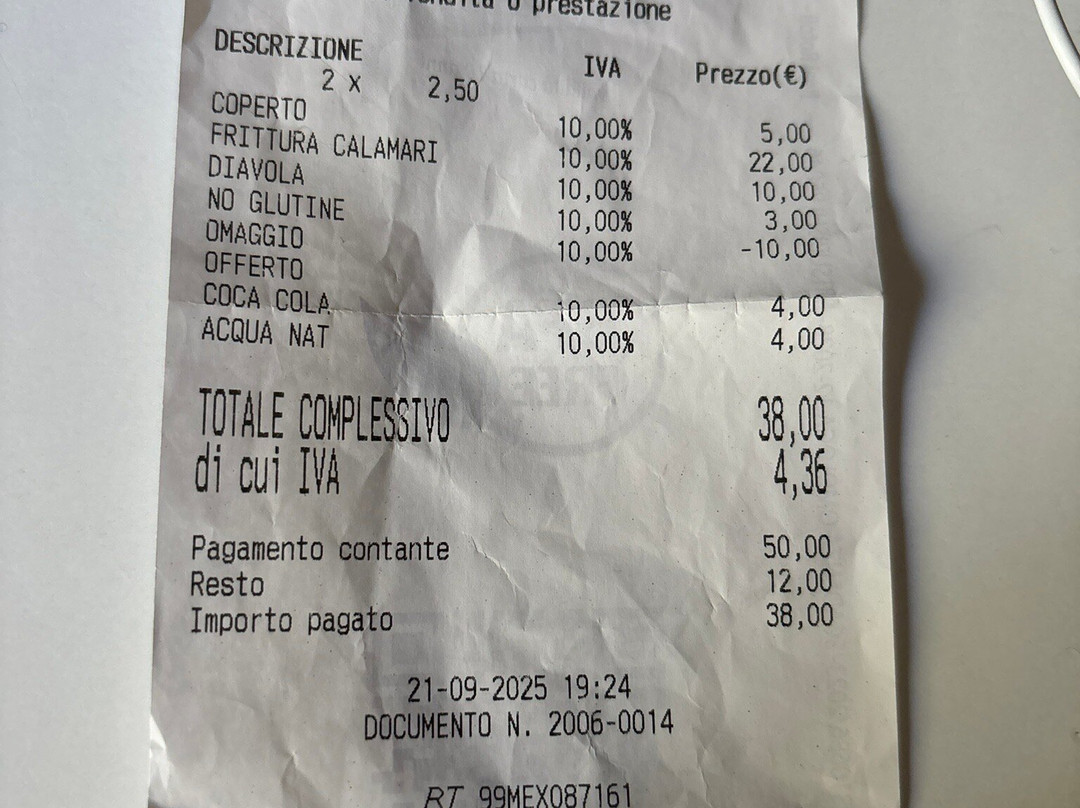 o prestazione
DESCRIZIONE IVA Prezzo(€)
2 x 2,50
COPERTO 10,00% 5,00
FRITTURA CALAMARI 10,00% 22,00
DIAVOLA 10,00% 10,00
NO GLUTINE 10,00% 3,00
OMAGGIO 10,00% -10,00
OFFERTO
COCA COLA 10,00% 4,00
ACQUA NAT 10,00% 4,00
TOTALE COMPLESSIVO 38,00
di cui IVA 4,36
Pagamento contante 50,00
Resto 12,00
Importo pagato 38,00
21-09-2025 19:24
DOCUMENTO N. 2006-0014
RT 99MEX087161